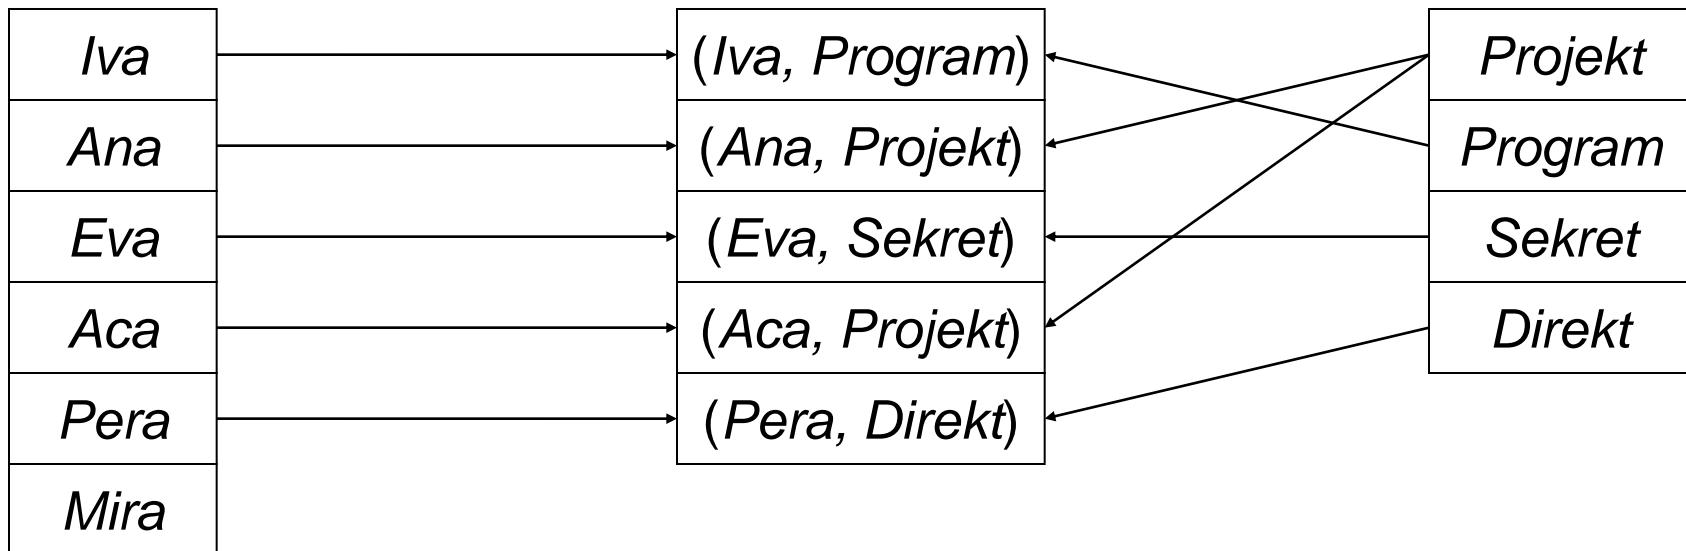 Iva
Ana
Eva
Aca
Pera
Mira
(Iva, Program)
(Ana, Projekt)
(Eva, Sekret)
(Aca, Projekt)
(Pera, Direkt)
Projekt
Program
Sekret
Direkt